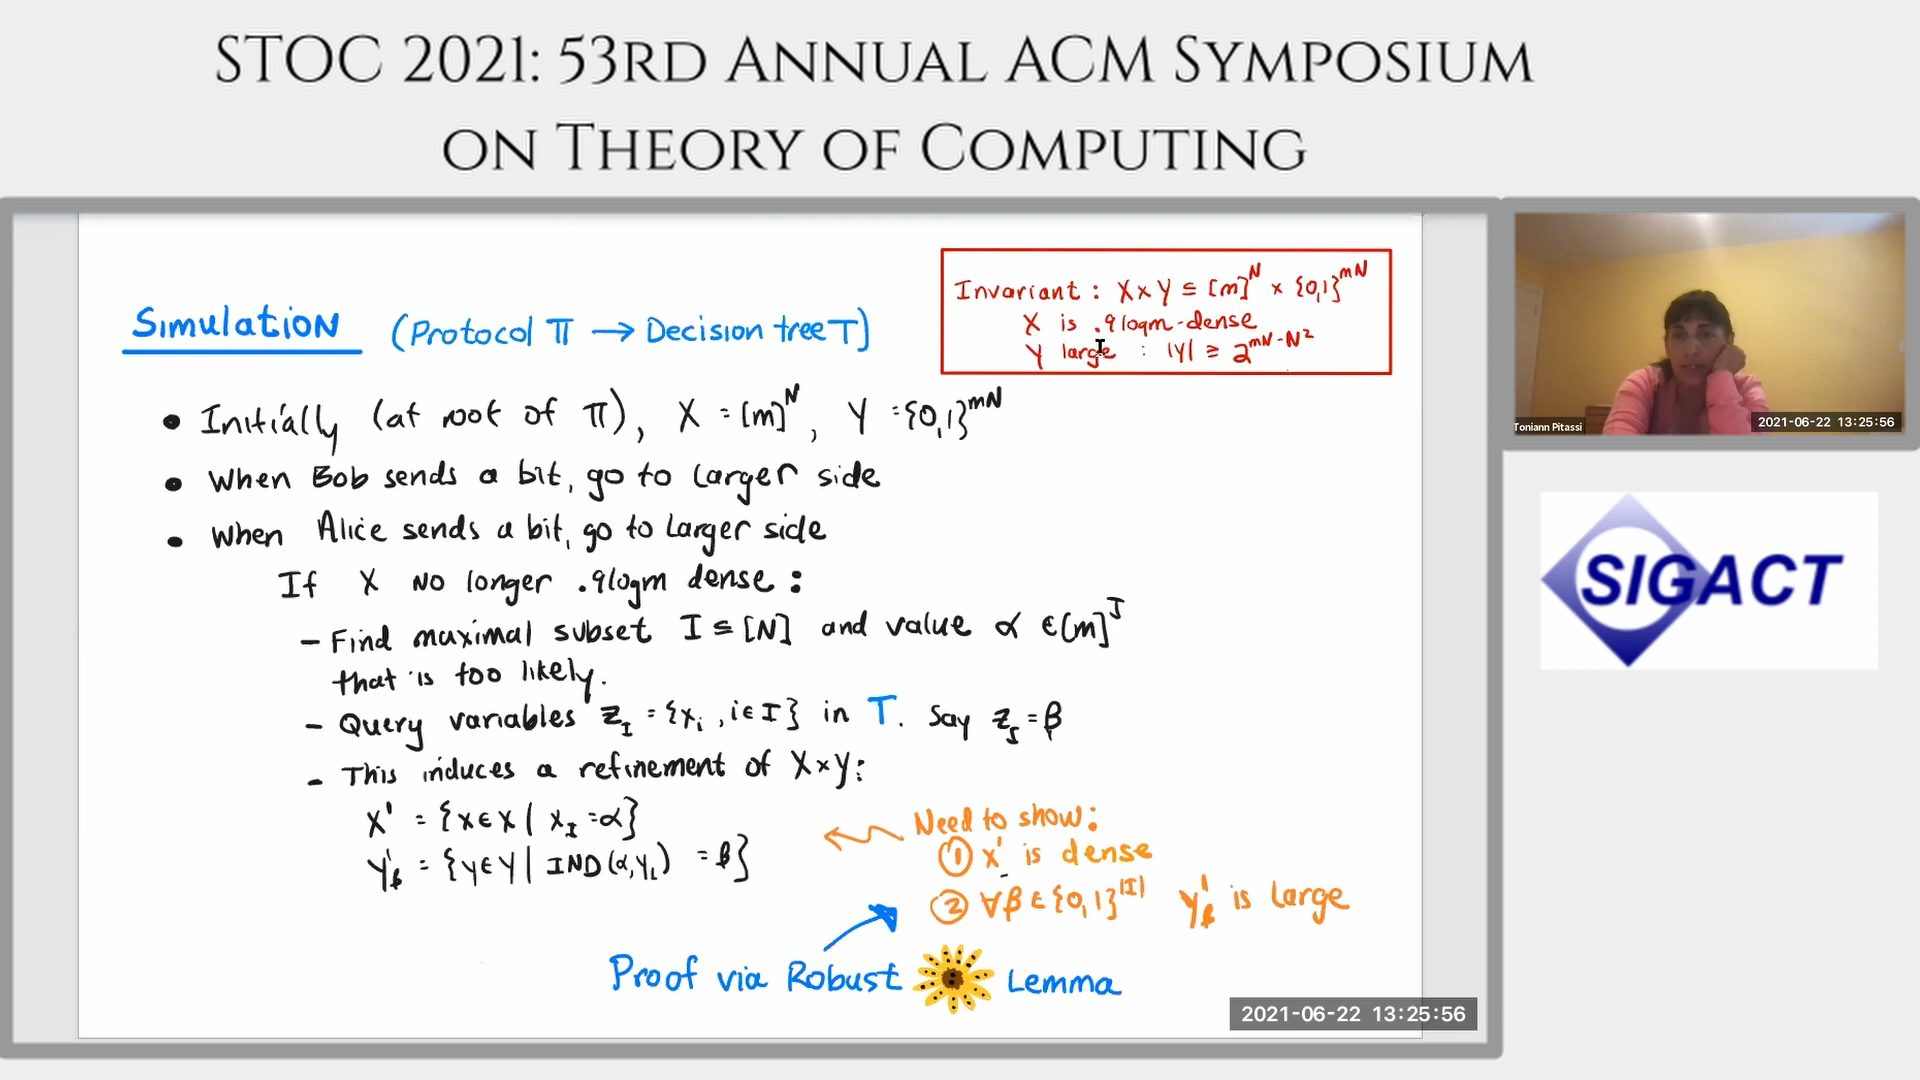 STOC 2021: 53RD ANNUAL ACM SYMPOSIUM
ON THEORY OF COMPUTING
Invariant : X×Y ⊆ [m]^N × {0,1}^mN
X is .9logm-dense
Y large : |Y| ≥ 2^mN-N²
Simulation (Protocol Π → Decision tree T)
• Initially (at root of Π), X = [m]^N, Y = {0,1}^mN
• When Bob sends a bit, go to larger side
• When Alice sends a bit, go to larger side
If X no longer .9logm dense :
- Find maximal subset I ⊆ [N] and value α ∈ [m]^I
that is too likely.
- Query variables z_I = {x_i , i∈I} in T. Say z_I = β
- This induces a refinement of X×Y:
X' = {x∈X | x_I = α}
Y'_β = {y∈Y | IND(α,y_I) = β}
Need to show:
① X' is dense
② ∀β ∈ {0,1}^|I| Y'_β is large
Proof via Robust Lemma
Toniann Pitassi
2021-06-22 13:25:56
SIGACT
2021-06-22 13:25:56